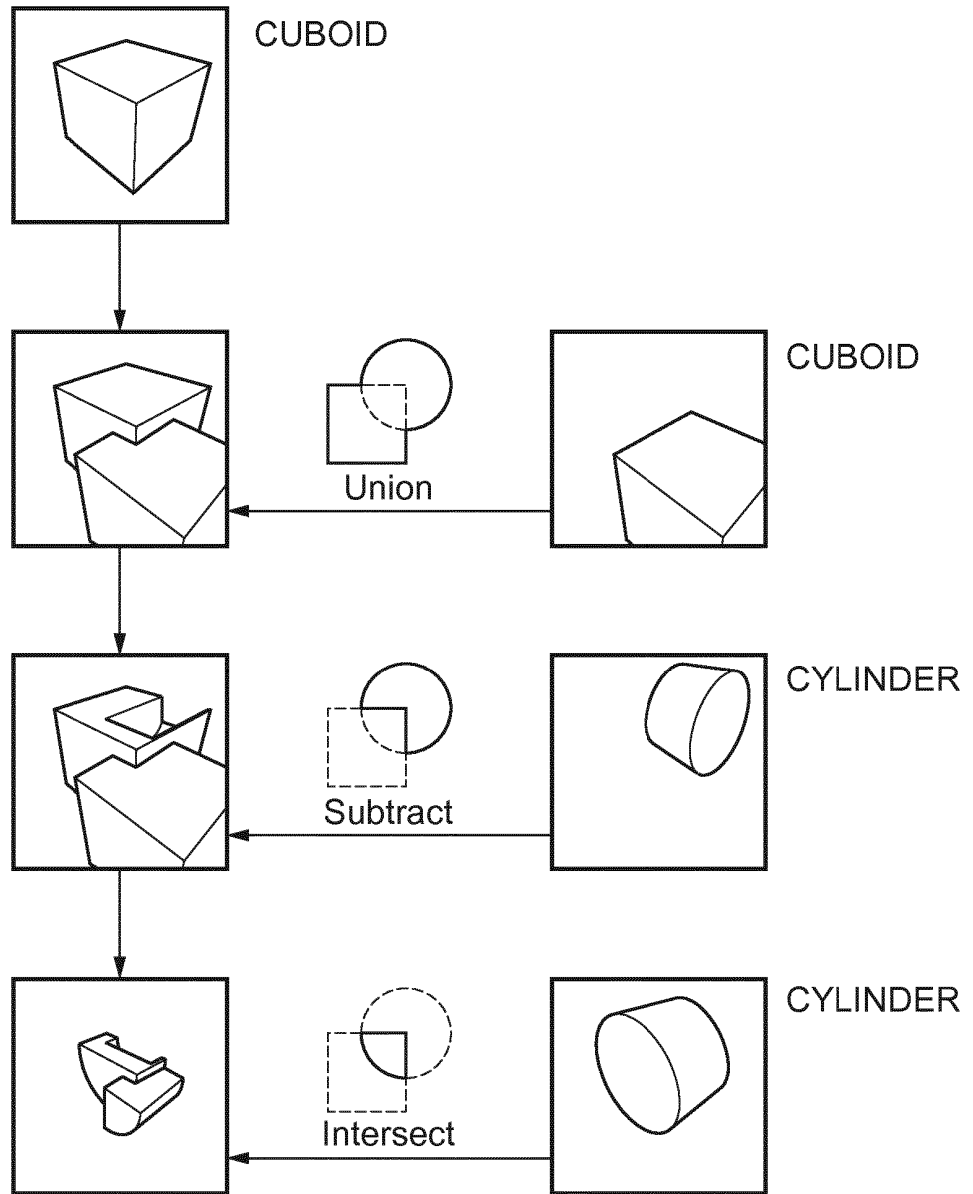 CUBOID
CUBOID
Union
CYLINDER
Subtract
CYLINDER
Intersect